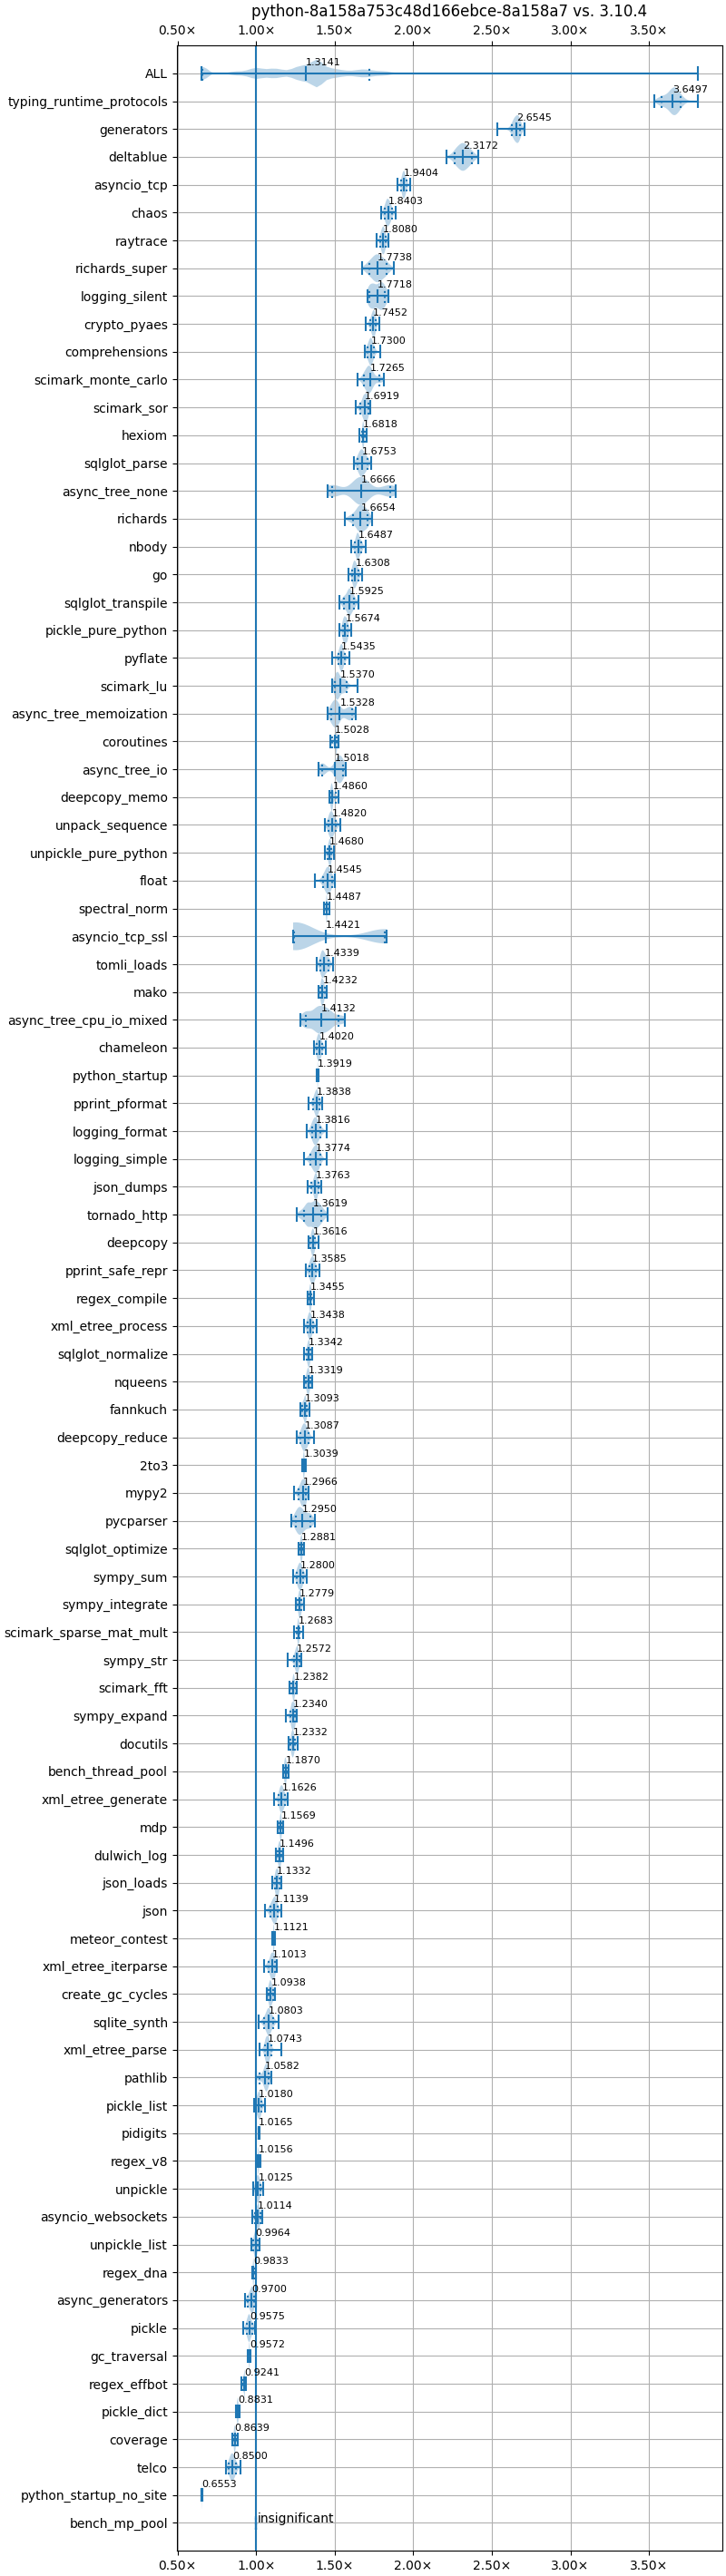 python-8a158a753c48d166ebce-8a158a7 vs. 3.10.4
0.50× 1.00× 1.50× 2.00× 2.50× 3.00× 3.50×
ALL 1.3141
typing_runtime_protocols 3.6497
generators 2.6545
deltablue 2.3172
asyncio_tcp 1.9404
chaos 1.8403
raytrace 1.8080
richards_super 1.7738
logging_silent 1.7718
crypto_pyaes 1.7452
comprehensions 1.7300
scimark_monte_carlo 1.7265
scimark_sor 1.6919
hexiom 1.6818
sqlglot_parse 1.6753
async_tree_none 1.6666
richards 1.6654
nbody 1.6487
go 1.6308
sqlglot_transpile 1.5925
pickle_pure_python 1.5674
pyflate 1.5435
scimark_lu 1.5370
async_tree_memoization 1.5328
coroutines 1.5028
async_tree_io 1.5018
deepcopy_memo 1.4860
unpack_sequence 1.4820
unpickle_pure_python 1.4680
float 1.4545
spectral_norm 1.4487
asyncio_tcp_ssl 1.4421
tomli_loads 1.4339
mako 1.4232
async_tree_cpu_io_mixed 1.4132
chameleon 1.4020
python_startup 1.3919
pprint_pformat 1.3838
logging_format 1.3816
logging_simple 1.3774
json_dumps 1.3763
tornado_http 1.3619
deepcopy 1.3616
pprint_safe_repr 1.3585
regex_compile 1.3455
xml_etree_process 1.3438
sqlglot_normalize 1.3342
nqueens 1.3319
fannkuch 1.3093
deepcopy_reduce 1.3087
2to3 1.3039
mypy2 1.2966
pycparser 1.2950
sqlglot_optimize 1.2881
sympy_sum 1.2800
sympy_integrate 1.2779
scimark_sparse_mat_mult 1.2683
sympy_str 1.2572
scimark_fft 1.2382
sympy_expand 1.2340
docutils 1.2332
bench_thread_pool 1.1870
xml_etree_generate 1.1626
mdp 1.1569
dulwich_log 1.1496
json_loads 1.1332
json 1.1139
meteor_contest 1.1121
xml_etree_iterparse 1.1013
create_gc_cycles 1.0938
sqlite_synth 1.0803
xml_etree_parse 1.0743
pathlib 1.0582
pickle_list 1.0180
pidigits 1.0165
regex_v8 1.0156
unpickle 1.0125
asyncio_websockets 1.0114
unpickle_list 0.9964
regex_dna 0.9833
async_generators 0.9700
pickle 0.9575
gc_traversal 0.9572
regex_effbot 0.9241
pickle_dict 0.8831
coverage 0.8639
telco 0.8500
python_startup_no_site 0.6553
bench_mp_pool insignificant
0.50× 1.00× 1.50× 2.00× 2.50× 3.00× 3.50×